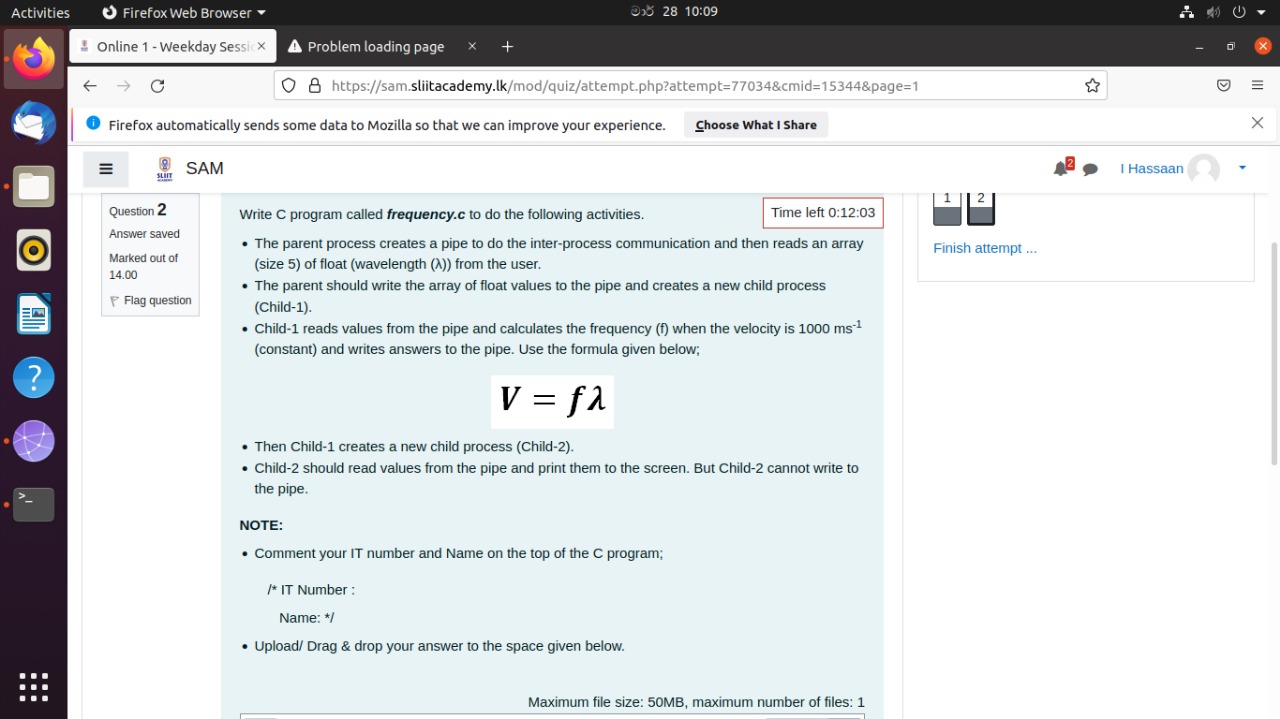 Activities
Firefox Web Browser
මාර් 28 10:09
Online 1 - Weekday Sessi
Problem loading page
https://sam.sliitacademy.lk/mod/quiz/attempt.php?attempt=77034&cmid=15344&page=1
Firefox automatically sends some data to Mozilla so that we can improve your experience.
Choose What I Share
SLIIT
ACADEMY
SAM
2
I Hassaan
Question 2
Answer saved
Marked out of
14.00
Flag question
Write C program called frequency.c to do the following activities.
Time left 0:12:03
• The parent process creates a pipe to do the inter-process communication and then reads an array
(size 5) of float (wavelength (λ)) from the user.
• The parent should write the array of float values to the pipe and creates a new child process
(Child-1).
• Child-1 reads values from the pipe and calculates the frequency (f) when the velocity is 1000 ms⁻¹
(constant) and writes answers to the pipe. Use the formula given below;
V = fλ
• Then Child-1 creates a new child process (Child-2).
• Child-2 should read values from the pipe and print them to the screen. But Child-2 cannot write to
the pipe.
NOTE:
• Comment your IT number and Name on the top of the C program;
/* IT Number :
Name: */
• Upload/ Drag & drop your answer to the space given below.
Maximum file size: 50MB, maximum number of files: 1
1
2
Finish attempt ...